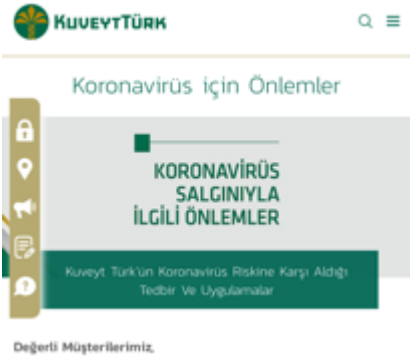 KUVEYTTÜRK
Koronavirüs için Önlemler
KORONAVİRÜS
SALGINIYLA
İLGİLİ ÖNLEMLER
Kuveyt Türk'ün Koronavirüs Riskine Karşı Aldığı
Tedbir Ve Uygulamalar
Değerli Müşterilerimiz,